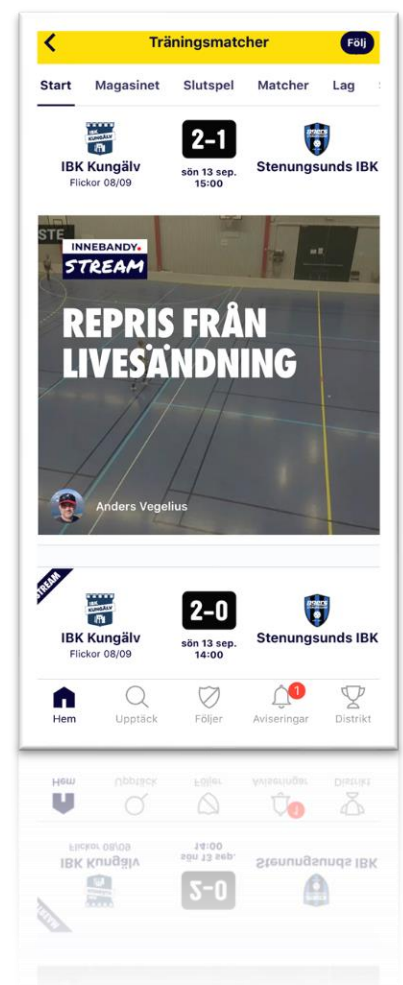 Träningsmatcher
Följ
Start Magasinet Slutspel Matcher Lag
2-1
IBK Kungälv
Flickor 08/09
sön 13 sep.
15:00
Stenungsunds IBK
STE
INNEBANDY.
STREAM
REPRIS FRÅN
LIVESÄNDNING
Anders Vegelius
STREAM
2-0
IBK Kungälv
Flickor 08/09
sön 13 sep.
14:00
Stenungsunds IBK
1
Hem Upptäck Följer Aviseringar Distrikt